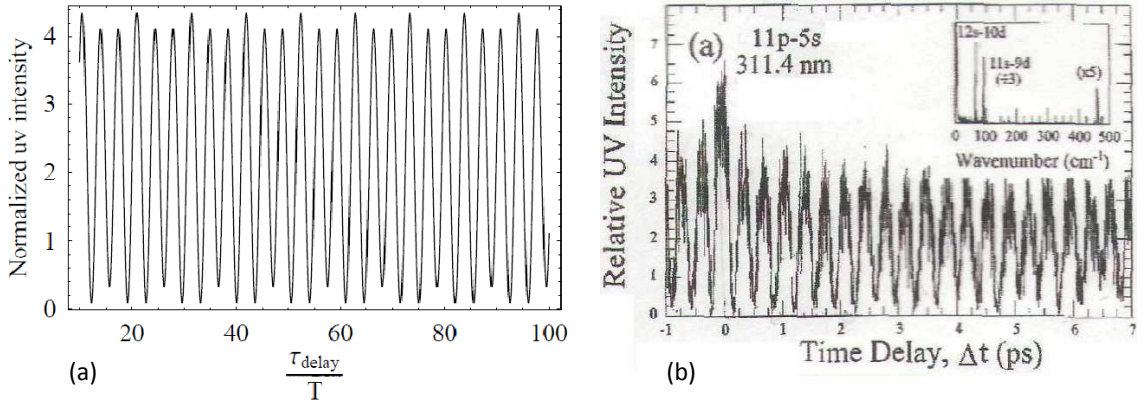 Normalized uv intensity
4
3
2
1
0
20
40
60
80
100
τdelay
T
(a)
Relative UV Intensity
7
6
5
4
3
2
1
0
(a)
11p-5s
311.4 nm
12s-10d
11s-9d
(÷3)
(x5)
0
100
200
300
400
500
Wavenumber (cm⁻¹)
-1
0
1
2
3
4
5
6
7
Time Delay, Δt (ps)
(b)